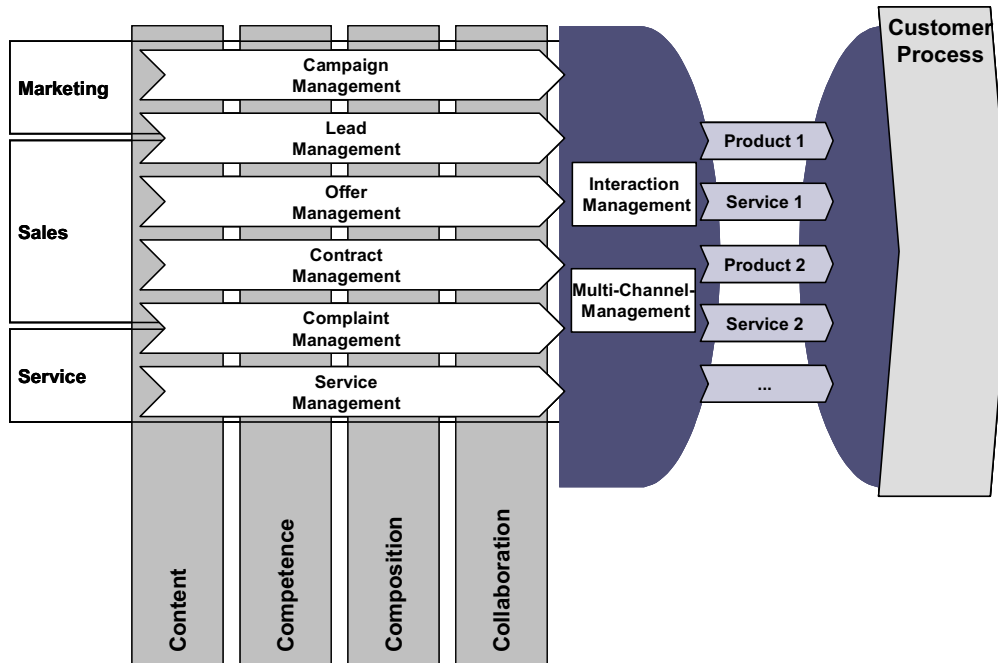 Marketing
Sales
Service
Campaign
Management
Lead
Management
Offer
Management
Contract
Management
Complaint
Management
Service
Management
Content
Competence
Composition
Collaboration
Interaction
Management
Multi-Channel-
Management
Product 1
Service 1
Product 2
Service 2
...
Customer
Process